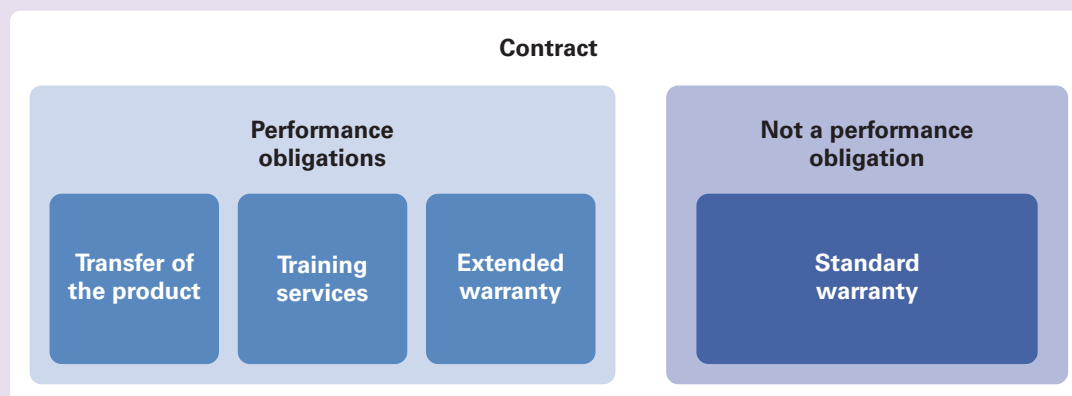 Contract
Performance
obligations
Not a performance
obligation
Transfer of
the product
Training
services
Extended
warranty
Standard
warranty